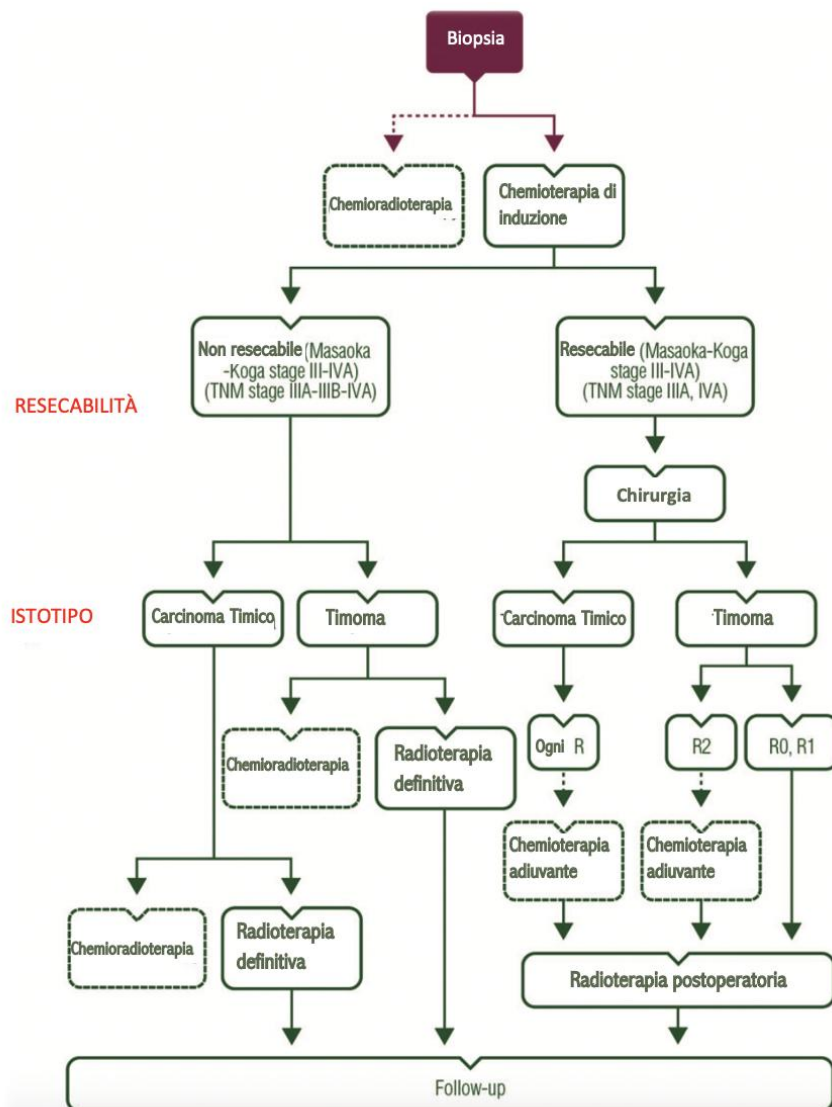 Biopsia
Chemioradioterapia
Chemioterapia di
induzione
Non resecabile (Masaoka
-Koga stage III-IVA)
(TNM stage IIIA-IIIB-IVA)
Resecabile (Masaoka-Koga
stage III-IVA)
(TNM stage IIIA, IVA)
RESECABILITÀ
Chirurgia
ISTOTIPO
Carcinoma Timico
Timoma
Carcinoma Timico
Timoma
Chemioradioterapia
Radioterapia
definitiva
Ogni R
R2
R0, R1
Chemioterapia
adiuvante
Chemioterapia
adiuvante
Chemioradioterapia
Radioterapia
definitiva
Radioterapia postoperatoria
Follow-up